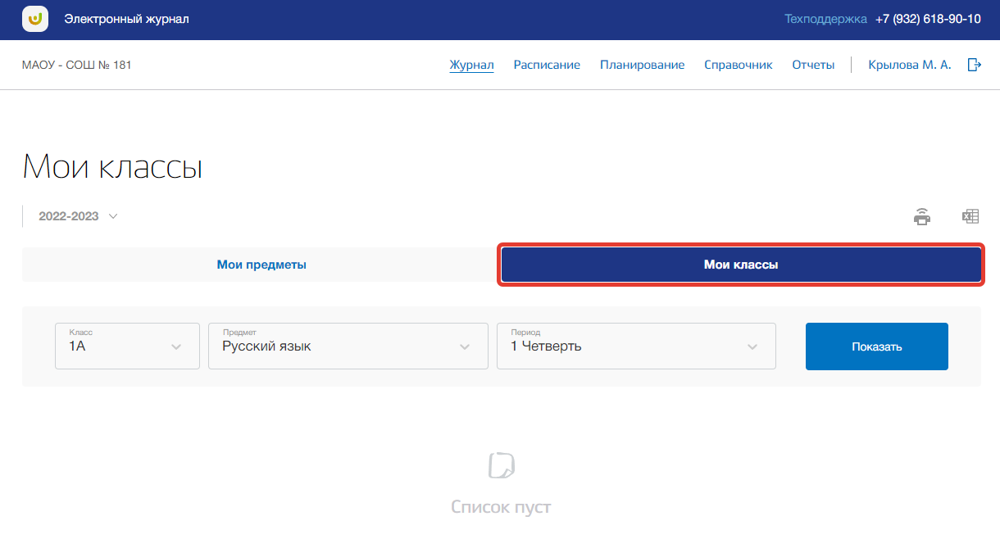 Электронный журнал
Техподдержка +7 (932) 618-90-10
МАОУ - СОШ № 181
Журнал Расписание Планирование Справочник Отчеты Крылова М. А.
Мои классы
2022-2023
Мои предметы
Мои классы
Класс
1А
Предмет
Русский язык
Период
1 Четверть
Показать
Список пуст